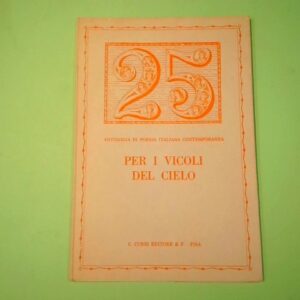 25
ANTOLOGIA DI POESIA ITALIANA CONTEMPORANEA
PER I VICOLI
DEL CIELO
G. CURSI EDITORE & F. - PISA